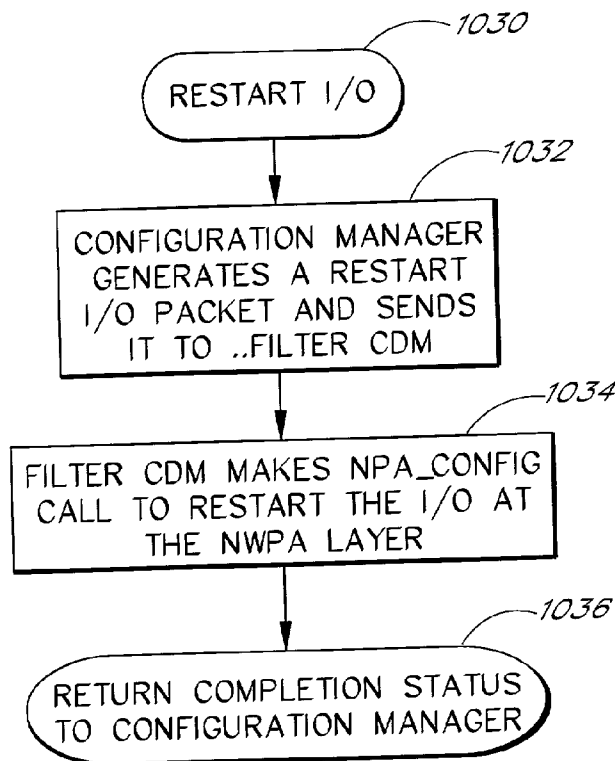 1030
RESTART I/O
1032
CONFIGURATION MANAGER
GENERATES A RESTART
I/O PACKET AND SENDS
IT TO ..FILTER CDM
1034
FILTER CDM MAKES NPA_CONFIG
CALL TO RESTART THE I/O AT
THE NWPA LAYER
1036
RETURN COMPLETION STATUS
TO CONFIGURATION MANAGER